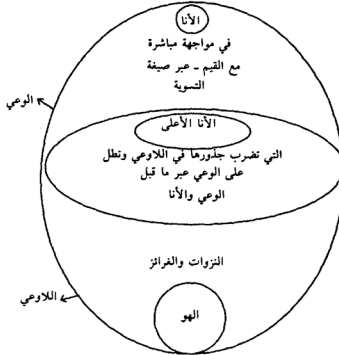 الأنا
في مواجهة مباشرة
مع القيم ـ عبر صيغة
التسوية
الوعي
الأنا الأعلى
التي تضرب جذورها في اللاوعي وتطل
على الوعي عبر ما قبل
الوعي والأنا
النزوات والغرائز
اللاوعي
الهو